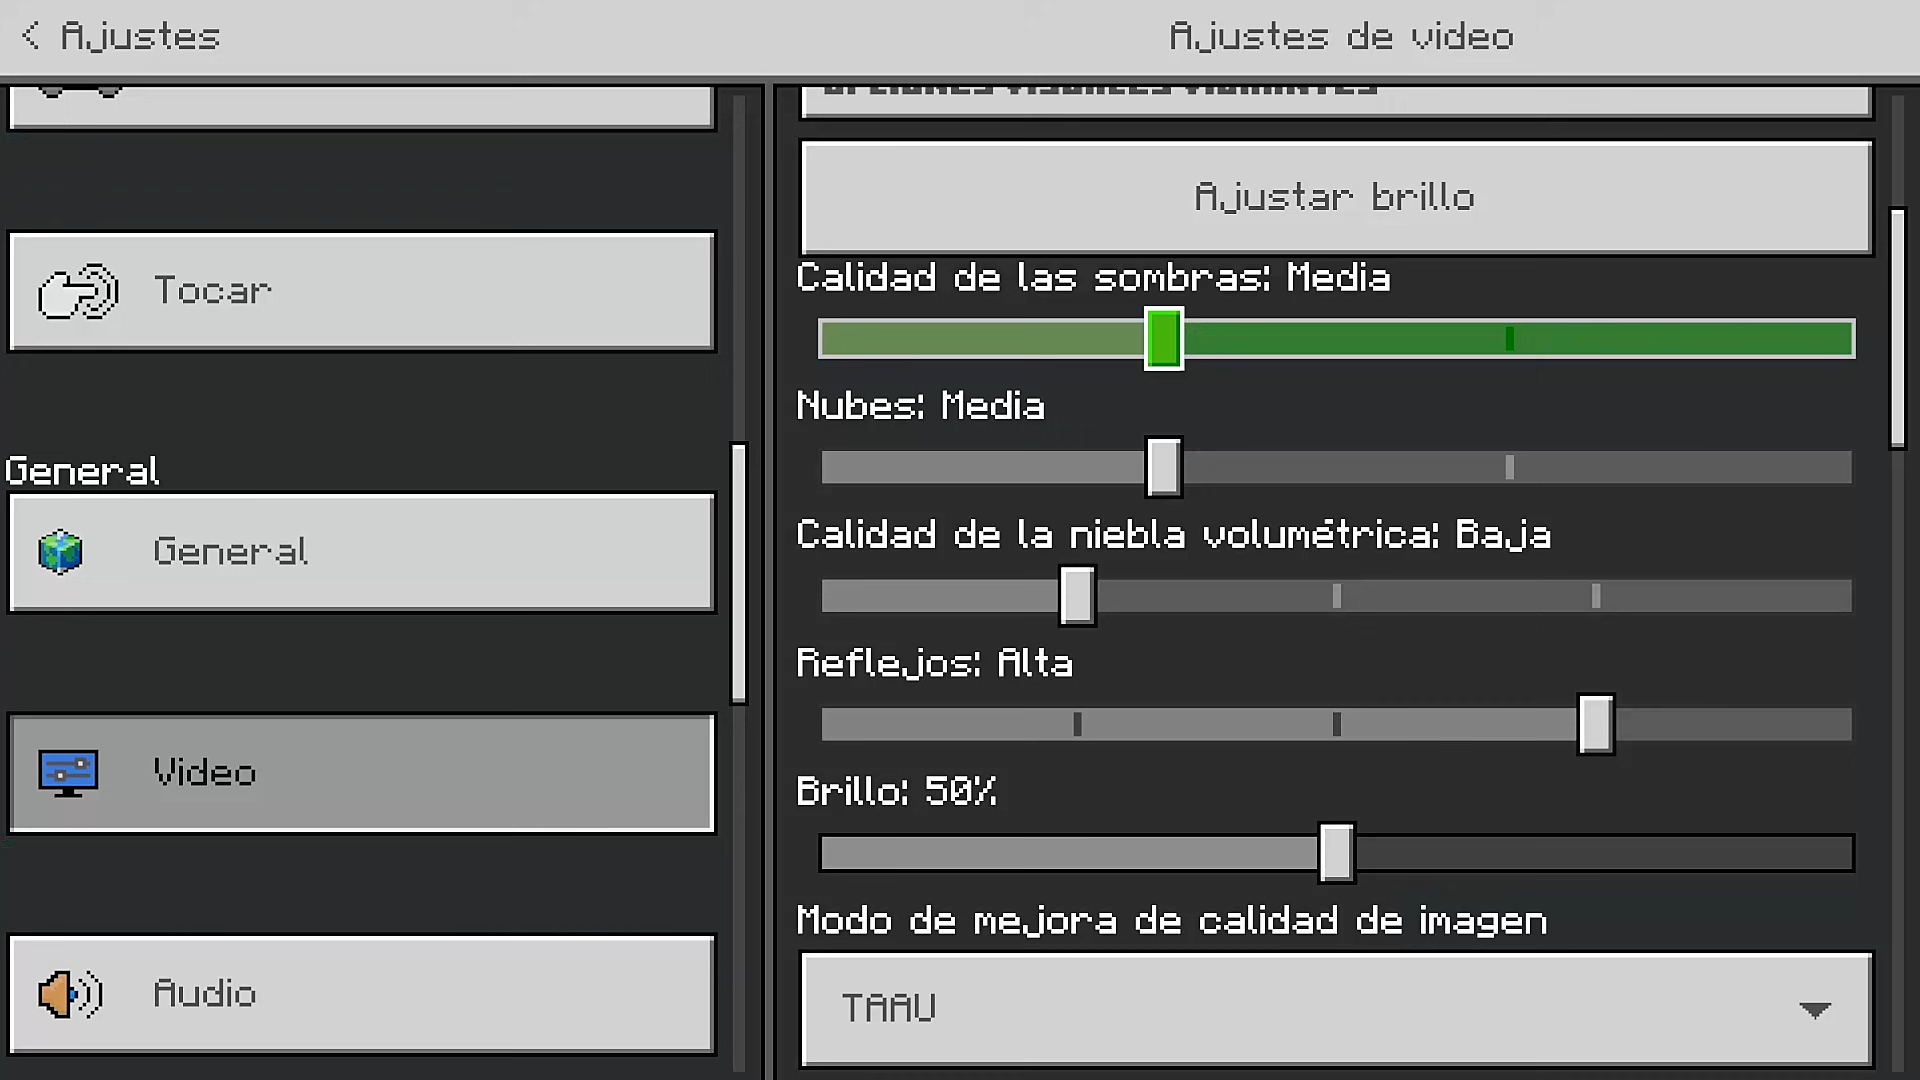 Ajustes
Ajustes de video
Tocar
General
General
Video
Audio
Ajustar brillo
Calidad de las sombras: Media
Nubes: Media
Calidad de la niebla volumétrica: Baja
Reflejos: Alta
Brillo: 50%
Modo de mejora de calidad de imagen
TAAU